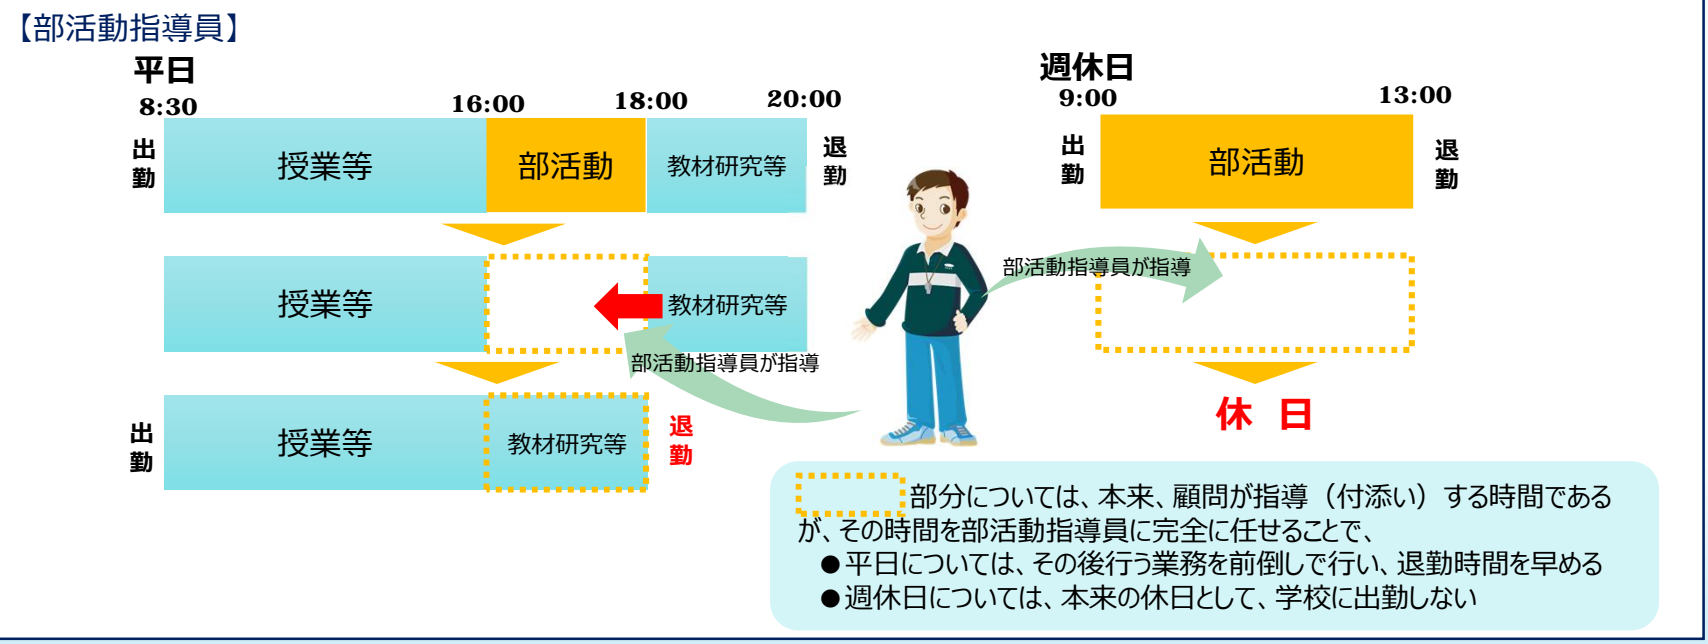 【部活動指導員】
平日
8:30
16:00
18:00
20:00
出勤
授業等
部活動
教材研究等
退勤
授業等
教材研究等
部活動指導員が指導
出勤
授業等
教材研究等
退勤
週休日
9:00
13:00
出勤
部活動
退勤
部活動指導員が指導
休 日
部分については、本来、顧問が指導（付添い）する時間である
が、その時間を部活動指導員に完全に任せることで、
●平日については、その後行う業務を前倒しで行い、退勤時間を早める
●週休日については、本来の休日として、学校に出勤しない